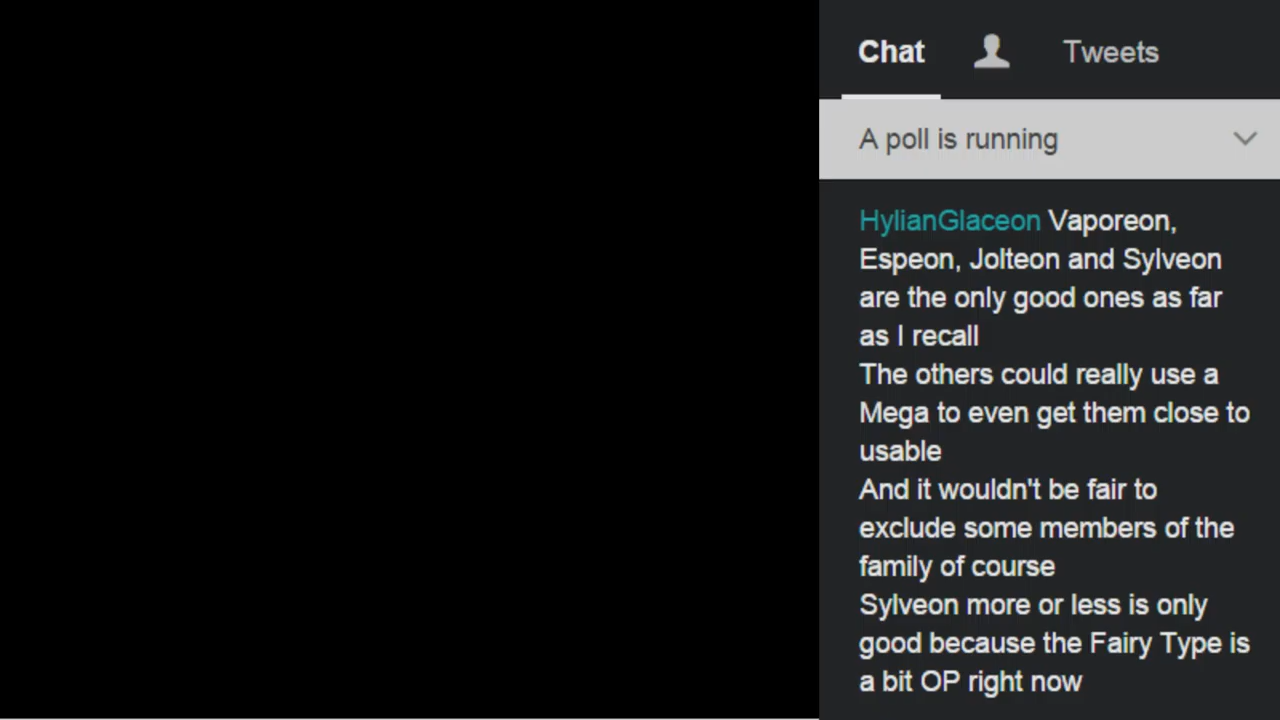 Chat
Tweets
A poll is running
HylianGlaceon Vaporeon,
Espeon, Jolteon and Sylveon
are the only good ones as far
as I recall
The others could really use a
Mega to even get them close to
usable
And it wouldn't be fair to
exclude some members of the
family of course
Sylveon more or less is only
good because the Fairy Type is
a bit OP right now